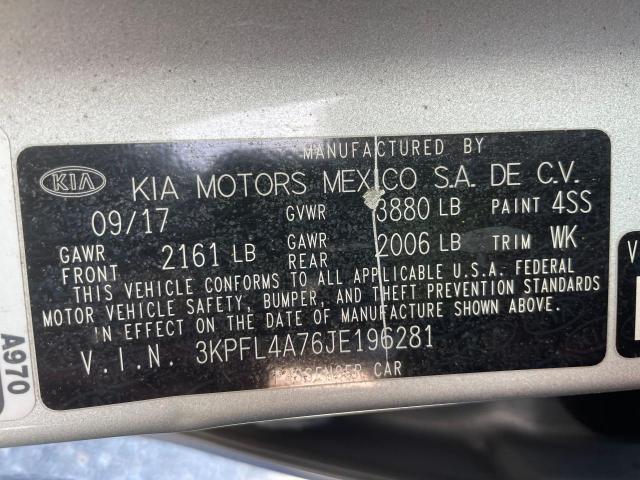 MANUFACTURED BY
KIA KIA MOTORS MEXICO S.A. DE C.V.
09/17 GVWR 3880 LB PAINT 4SS
GAWR FRONT 2161 LB GAWR REAR 2006 LB TRIM WK
THIS VEHICLE CONFORMS TO ALL APPLICABLE U.S.A. FEDERAL
MOTOR VEHICLE SAFETY, BUMPER, AND THEFT PREVENTION STANDARDS
IN EFFECT ON THE DATE OF MANUFACTURE SHOWN ABOVE.
V.I.N. 3KPFL4A76JE196281
PASSENGER CAR
A970
V